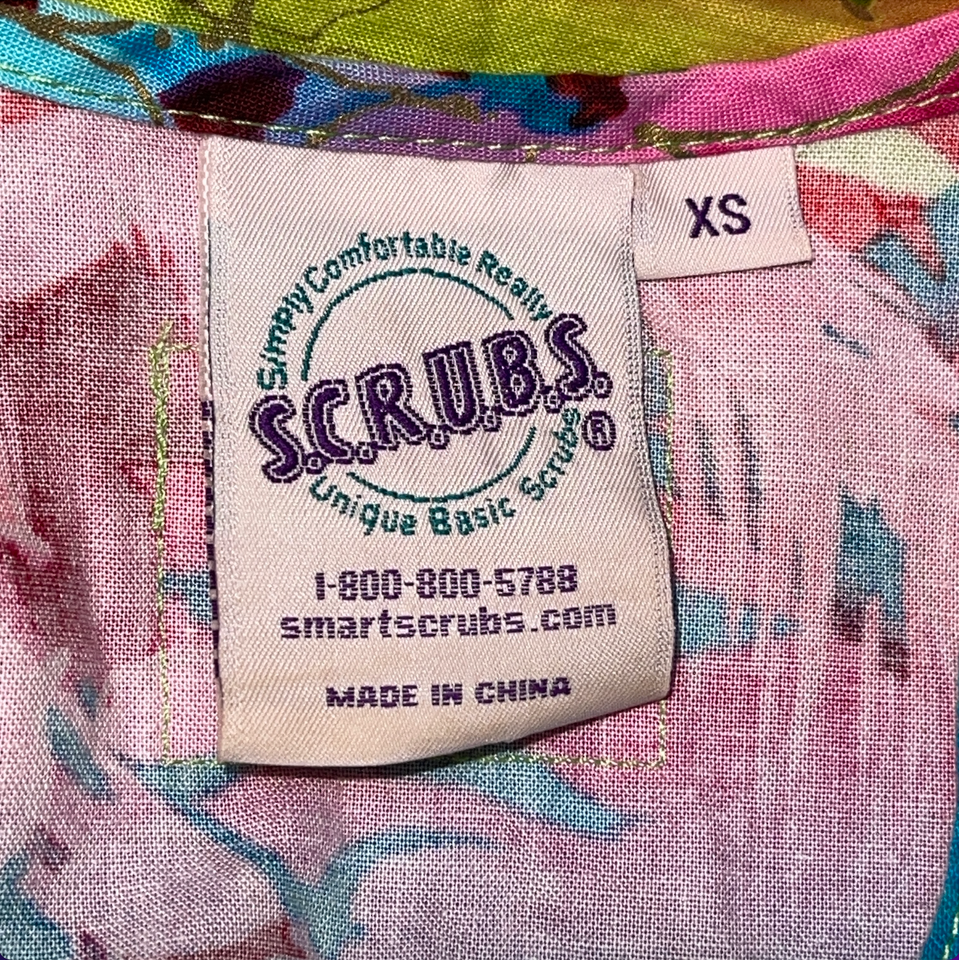 Simply Comfortable Really
S.C.R.U.B.S.®
Unique Basic Scrubs
1-800-800-5788
smartscrubs.com
MADE IN CHINA
XS